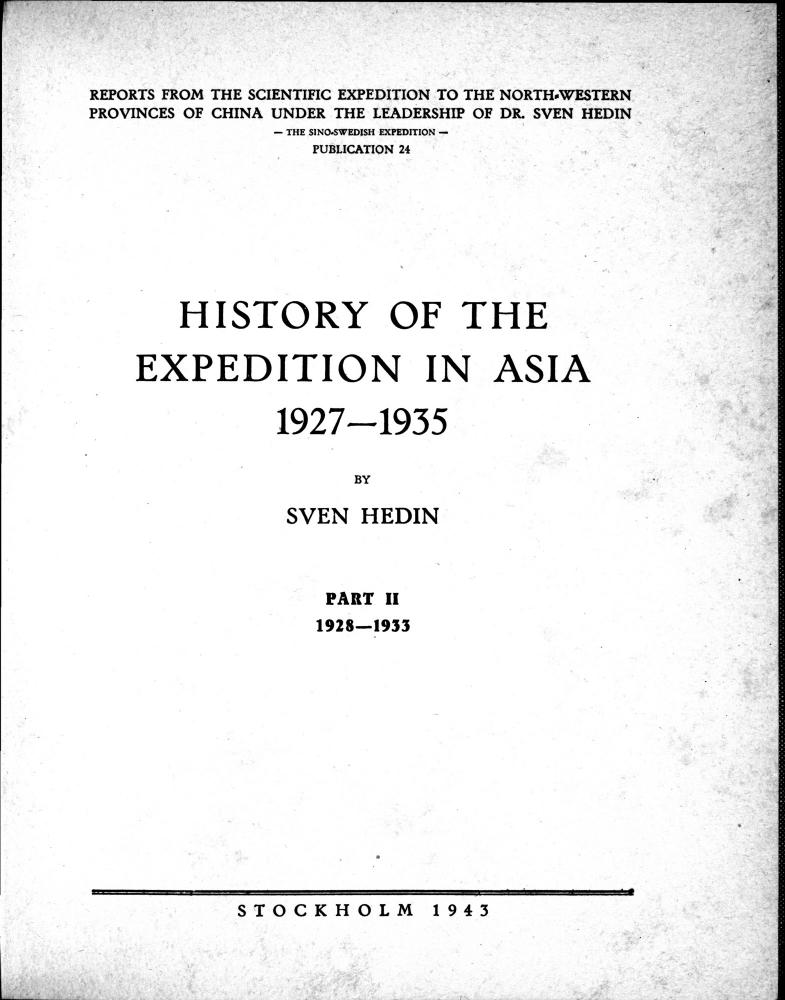 REPORTS FROM THE SCIENTIFIC EXPEDITION TO THE NORTH-WESTERN
PROVINCES OF CHINA UNDER THE LEADERSHIP OF DR. SVEN HEDIN
— THE SINO-SWEDISH EXPEDITION —
PUBLICATION 24
HISTORY OF THE
EXPEDITION IN ASIA
1927—1935
BY
SVEN HEDIN
PART II
1928—1933
STOCKHOLM 1943